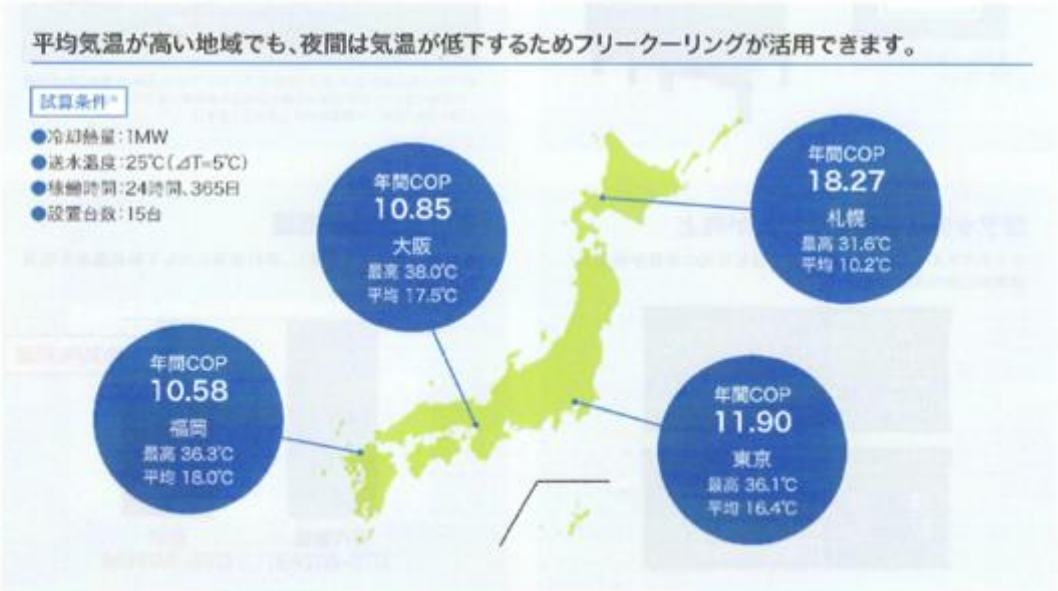 平均気温が高い地域でも、夜間は気温が低下するためフリークーリングが活用できます。
試算条件*
●冷却熱量:1MW
●送水温度:25℃(⊿T=5℃)
●稼働時間:24時間、365日
●設置台数:15台
年間COP
10.85
大阪
最高 38.0℃
平均 17.5℃
年間COP
18.27
札幌
最高 31.6℃
平均 10.2℃
年間COP
10.58
福岡
最高 36.3℃
平均 18.0℃
年間COP
11.90
東京
最高 36.1℃
平均 16.4℃